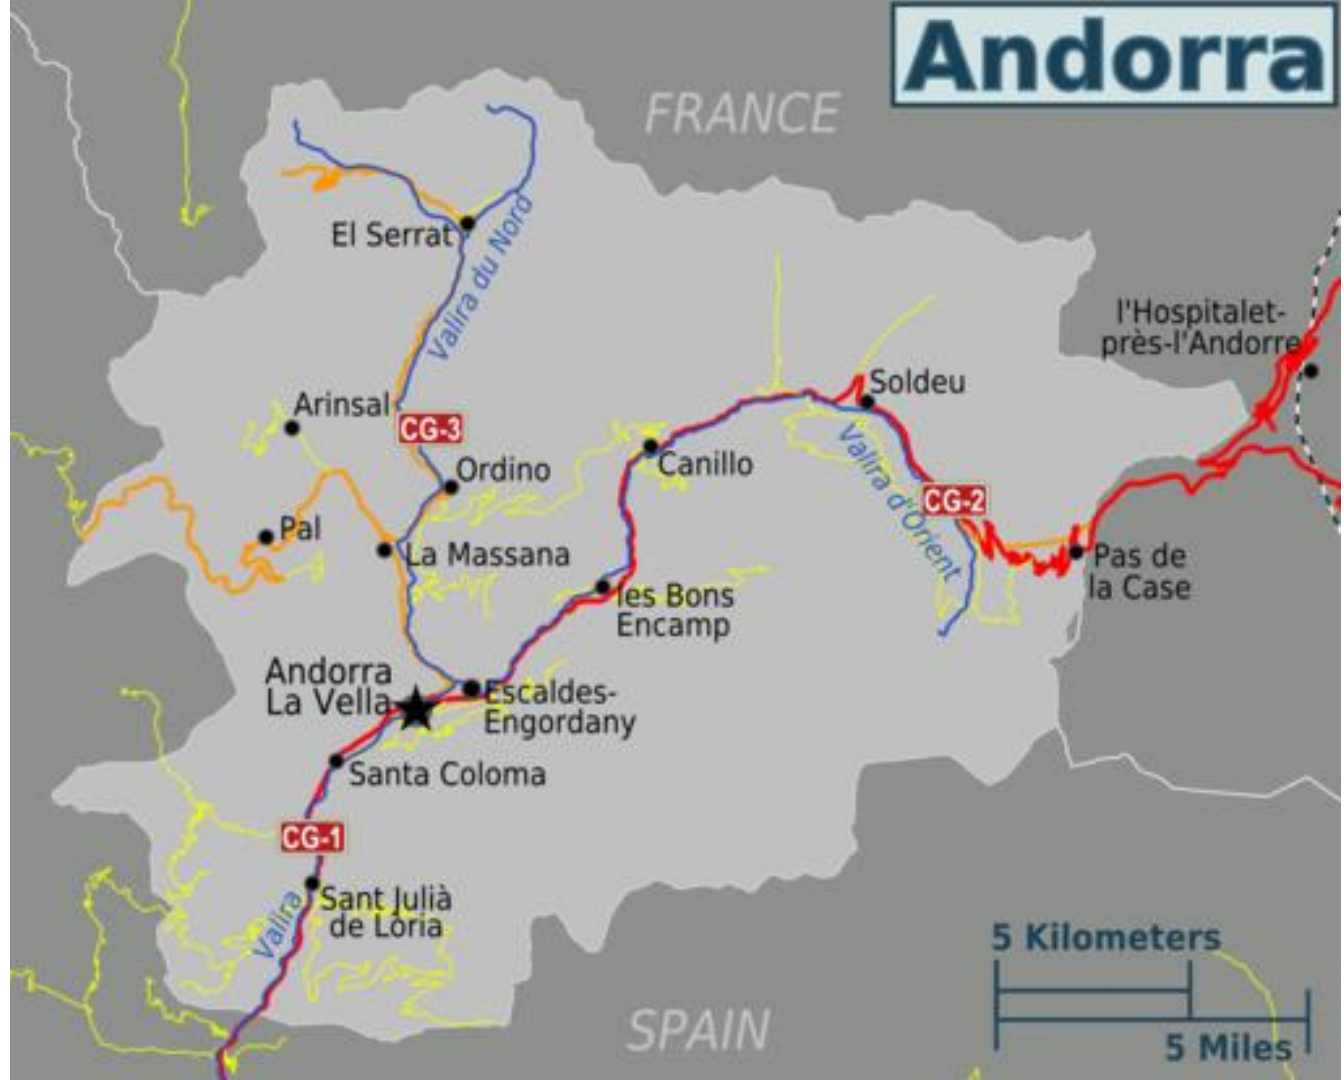 Andorra
FRANCE
El Serrat
Valira du Nord
l'Hospitalet-
près-l'Andorre
Arinsal
CG-3
Soldeu
Ordino
Canillo
Valira d'Orient
CG-2
Pal
La Massana
Pas de
la Case
les Bons
Encamp
Andorra
La Vella
Escaldes-
Engordany
Santa Coloma
CG-1
Sant Julià
de Lòria
Valira
5 Kilometers
5 Miles
SPAIN